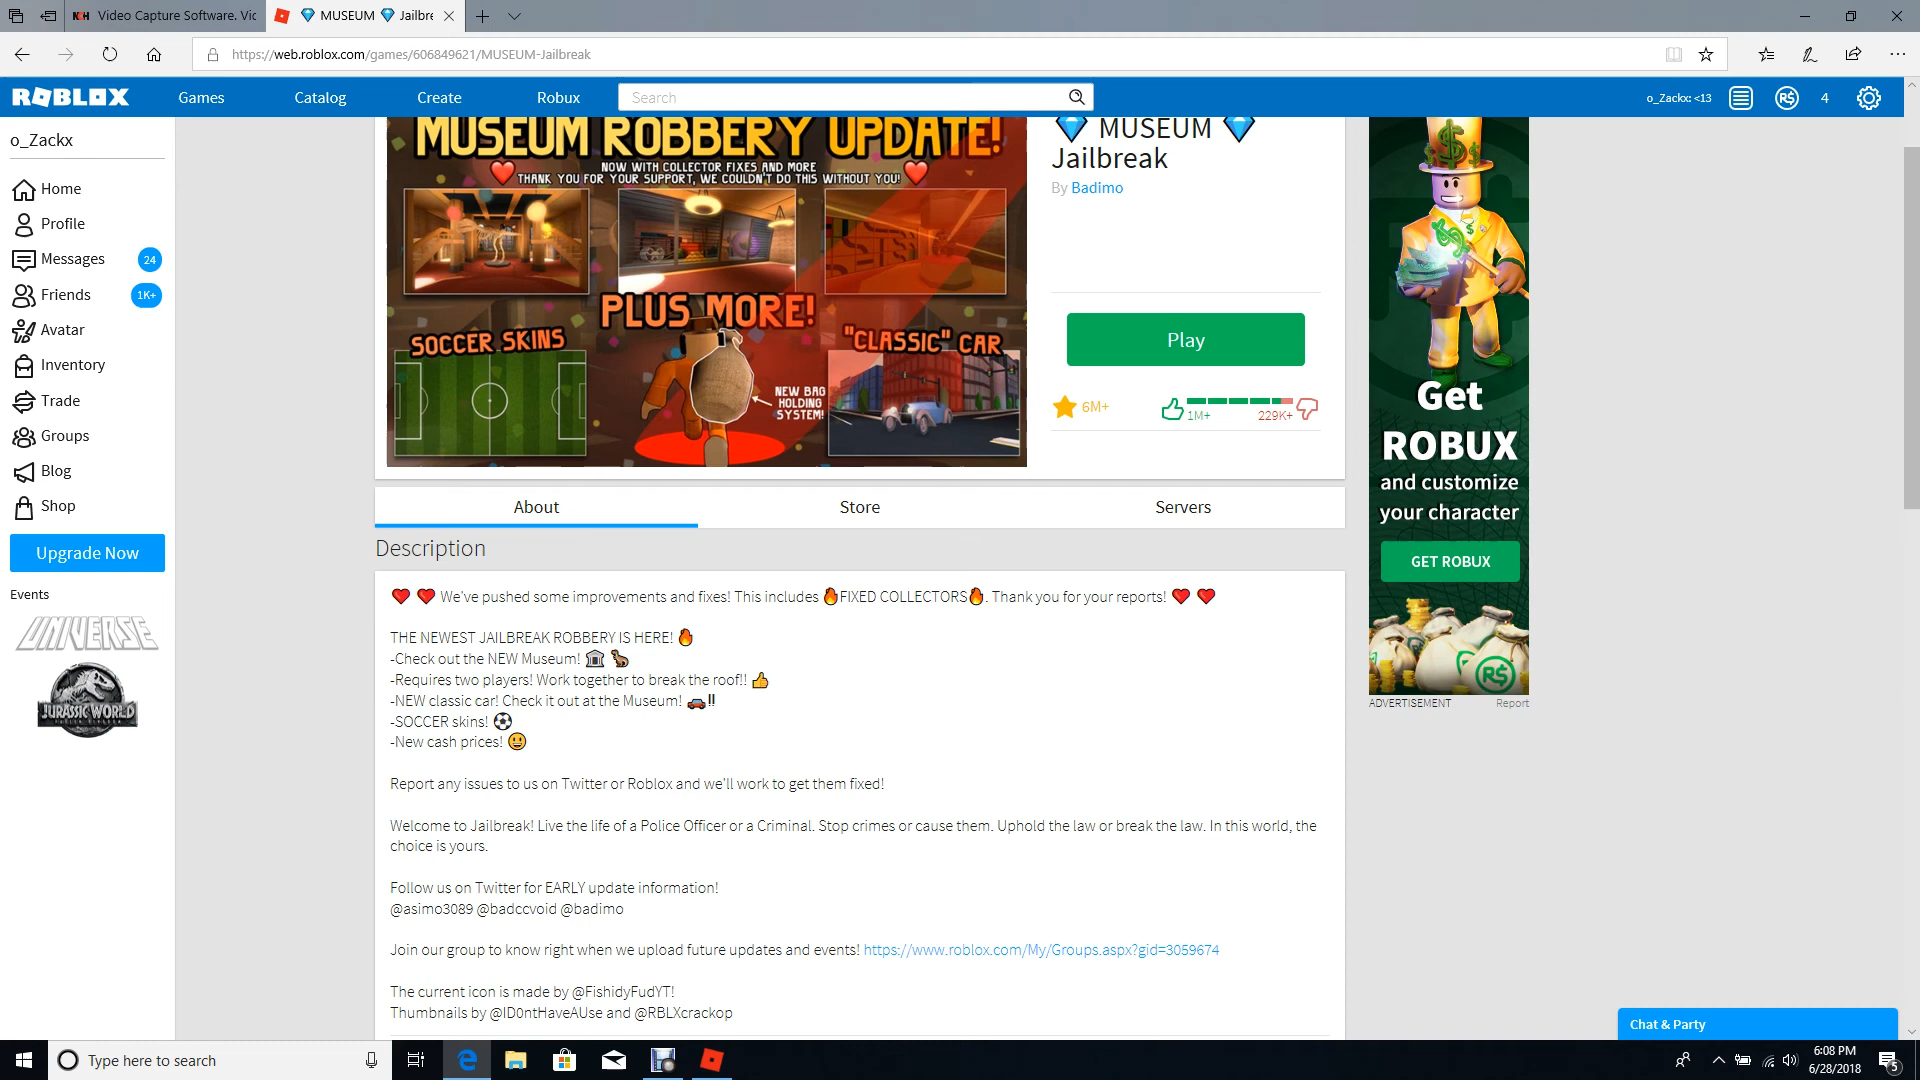 NCH Video Capture Software. Vic
💎 MUSEUM 💎 Jailbre
https://web.roblox.com/games/606849621/MUSEUM-Jailbreak
ROBLOX
Games
Catalog
Create
Robux
Search
o_Zackx: <13
R$
4
o_Zackx
Home
Profile
Messages 24
Friends 1K+
Avatar
Inventory
Trade
Groups
Blog
Shop
Upgrade Now
Events
UNIVERSE
JURASSIC WORLD
MUSEUM ROBBERY UPDATE!
NOW WITH COLLECTOR FIXES AND MORE
❤️ THANK YOU FOR YOUR SUPPORT, WE COULDN'T DO THIS WITHOUT YOU! ❤️
PLUS MORE!
SOCCER SKINS
"CLASSIC" CAR
NEW BAG
HOLDING
SYSTEM!
💎 MUSEUM 💎
Jailbreak
By Badimo
Play
6M+
1M+
229K+
About
Store
Servers
Description
❤️ ❤️ We've pushed some improvements and fixes! This includes 🔥FIXED COLLECTORS🔥. Thank you for your reports! ❤️ ❤️
THE NEWEST JAILBREAK ROBBERY IS HERE! 🔥
-Check out the NEW Museum! 🏛️ 🦕
-Requires two players! Work together to break the roof!! 👍
-NEW classic car! Check it out at the Museum! 🚗‼
-SOCCER skins! ⚽
-New cash prices! 😃
Report any issues to us on Twitter or Roblox and we'll work to get them fixed!
Welcome to Jailbreak! Live the life of a Police Officer or a Criminal. Stop crimes or cause them. Uphold the law or break the law. In this world, the
choice is yours.
Follow us on Twitter for EARLY update information!
@asimo3089 @badccvoid @badimo
Join our group to know right when we upload future updates and events! https://www.roblox.com/My/Groups.aspx?gid=3059674
The current icon is made by @FishidyFudYT!
Thumbnails by @ID0ntHaveAUse and @RBLXcrackop
Get
ROBUX
and customize
your character
GET ROBUX
R$
ADVERTISEMENT
Report
Chat & Party
Type here to search
6:08 PM
6/28/2018
5